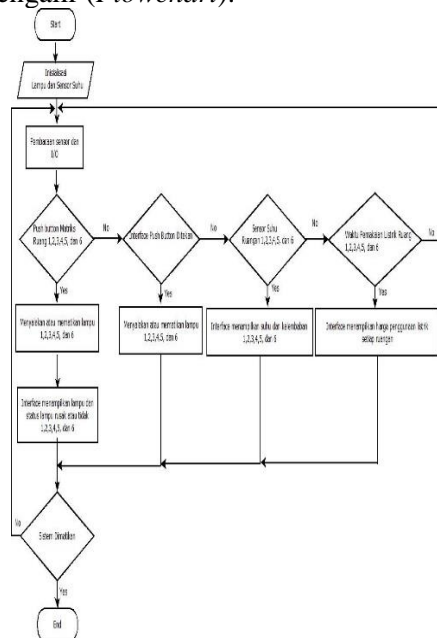 (Flowchart).
Start
Inisialisasi
Lampu dan Sensor Suhu
Pembacaan sensor dan
I/O
Push button Matriks
Ruang 1,2,3,4,5, dan 6
No
Interface Push Button Ditekan
No
Sensor Suhu
Ruangan 1,2,3,4,5,
dan 6
No
Waktu Pemakaian Listrik Ruang
1,2,3,4,5, dan 6
No
Yes
Yes
Yes
Yes
Menyalakan atau mematikan lampu
1,2,3,4,5, dan 6
Menyalakan atau mematikan lampu
1,2,3,4,5, dan 6
Interface menampilkan suhu dan kelembaban
1,2,3,4,5, dan 6
Interface menampilkan harga penggunaan listrik
setiap ruangan
Interface menampilkan lampu dan
status lampu rusak atau tidak
1,2,3,4,5, dan 6
No
Sistem Dimatikan
Yes
End